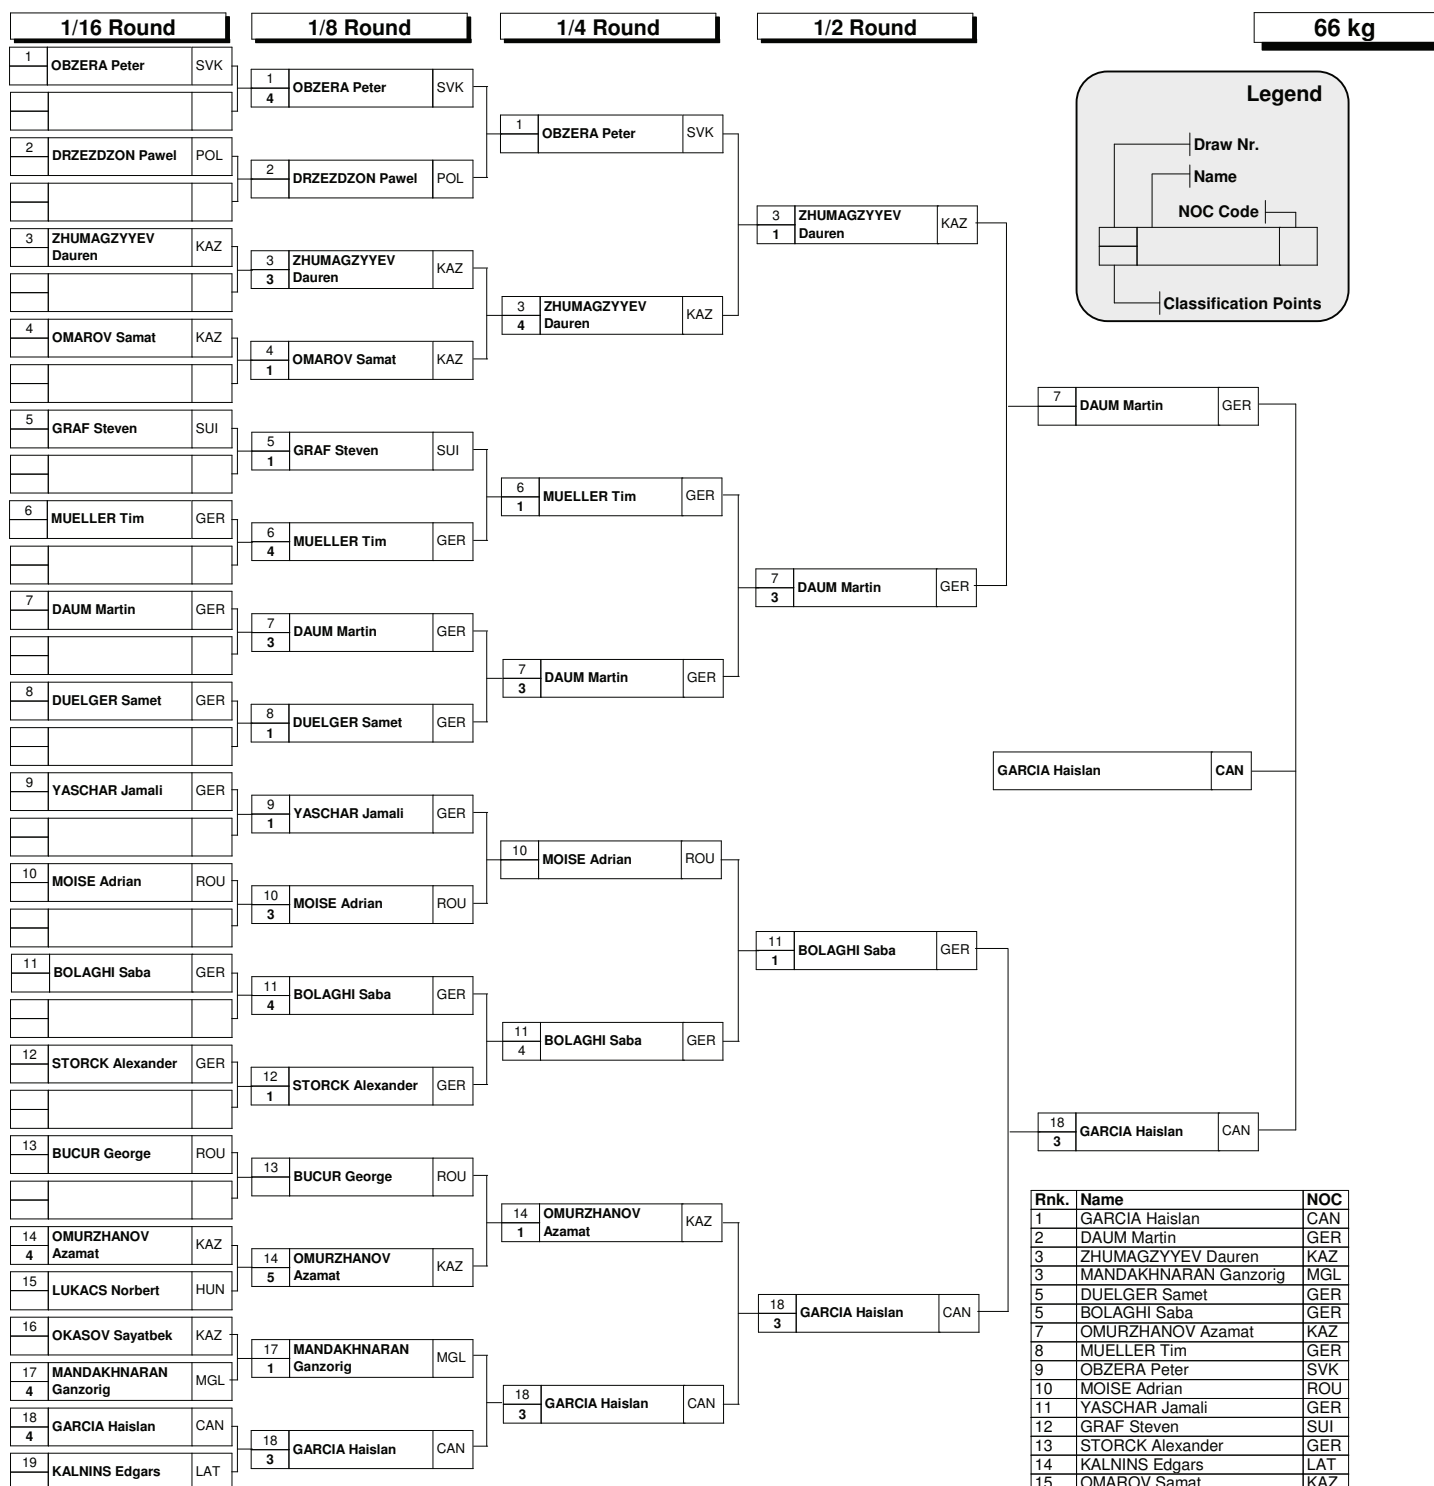 1/16 Round
1/8 Round
1/4 Round
1/2 Round
66 kg
1
OBZERA Peter
SVK
2
DRZEZDZON Pawel
POL
3
ZHUMAGZYYEV
Dauren
KAZ
4
OMAROV Samat
KAZ
5
GRAF Steven
SUI
6
MUELLER Tim
GER
7
DAUM Martin
GER
8
DUELGER Samet
GER
9
YASCHAR Jamali
GER
10
MOISE Adrian
ROU
11
BOLAGHI Saba
GER
12
STORCK Alexander
GER
13
BUCUR George
ROU
14
4
OMURZHANOV
Azamat
KAZ
15
LUKACS Norbert
HUN
16
OKASOV Sayatbek
KAZ
17
4
MANDAKHNARAN
Ganzorig
MGL
18
4
GARCIA Haislan
CAN
19
KALNINS Edgars
LAT
1
4
OBZERA Peter
SVK
2
DRZEZDZON Pawel
POL
3
3
ZHUMAGZYYEV
Dauren
KAZ
4
1
OMAROV Samat
KAZ
5
1
GRAF Steven
SUI
6
4
MUELLER Tim
GER
7
3
DAUM Martin
GER
8
1
DUELGER Samet
GER
9
1
YASCHAR Jamali
GER
10
3
MOISE Adrian
ROU
11
4
BOLAGHI Saba
GER
12
1
STORCK Alexander
GER
13
BUCUR George
ROU
14
5
OMURZHANOV
Azamat
KAZ
17
1
MANDAKHNARAN
Ganzorig
MGL
18
3
GARCIA Haislan
CAN
1
OBZERA Peter
SVK
3
4
ZHUMAGZYYEV
Dauren
KAZ
6
1
MUELLER Tim
GER
7
3
DAUM Martin
GER
10
MOISE Adrian
ROU
11
4
BOLAGHI Saba
GER
14
1
OMURZHANOV
Azamat
KAZ
18
3
GARCIA Haislan
CAN
3
1
ZHUMAGZYYEV
Dauren
KAZ
7
3
DAUM Martin
GER
11
1
BOLAGHI Saba
GER
18
3
GARCIA Haislan
CAN
Legend
Draw Nr.
Name
NOC Code
Classification Points
7
DAUM Martin
GER
GARCIA Haislan
CAN
18
3
GARCIA Haislan
CAN
Rnk. Name NOC
1 GARCIA Haislan CAN
2 DAUM Martin GER
3 ZHUMAGZYYEV Dauren KAZ
3 MANDAKHNARAN Ganzorig MGL
5 DUELGER Samet GER
5 BOLAGHI Saba GER
7 OMURZHANOV Azamat KAZ
8 MUELLER Tim GER
9 OBZERA Peter SVK
10 MOISE Adrian ROU
11 YASCHAR Jamali GER
12 GRAF Steven SUI
13 STORCK Alexander GER
14 KALNINS Edgars LAT
15 OMAROV Samat KAZ